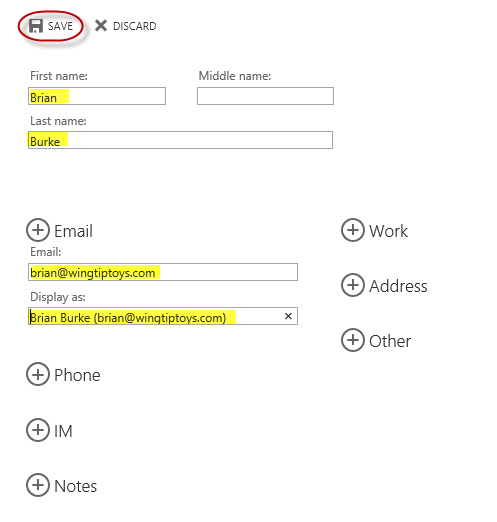 SAVE DISCARD
First name: Middle name:
Brian
Last name:
Burke
Email Work
Email:
brian@wingtiptoys.com
Address
Display as:
Brian Burke (brian@wingtiptoys.com) ×
Other
Phone
IM
Notes